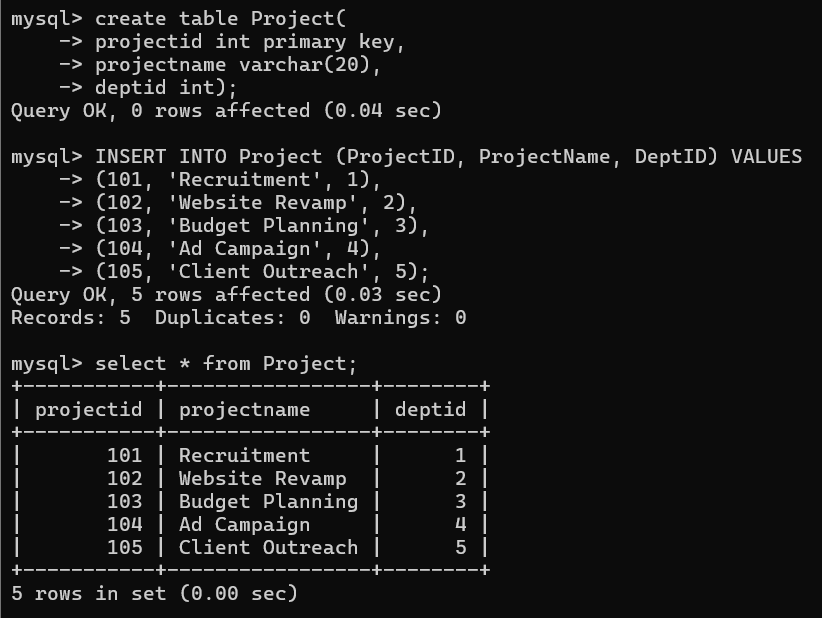 mysql> create table Project(
    -> projectid int primary key,
    -> projectname varchar(20),
    -> deptid int);
Query OK, 0 rows affected (0.04 sec)

mysql> INSERT INTO Project (ProjectID, ProjectName, DeptID) VALUES
    -> (101, 'Recruitment', 1),
    -> (102, 'Website Revamp', 2),
    -> (103, 'Budget Planning', 3),
    -> (104, 'Ad Campaign', 4),
    -> (105, 'Client Outreach', 5);
Query OK, 5 rows affected (0.03 sec)
Records: 5  Duplicates: 0  Warnings: 0

mysql> select * from Project;
+-----------+-----------------+--------+
| projectid | projectname     | deptid |
+-----------+-----------------+--------+
|       101 | Recruitment     |      1 |
|       102 | Website Revamp  |      2 |
|       103 | Budget Planning |      3 |
|       104 | Ad Campaign     |      4 |
|       105 | Client Outreach |      5 |
+-----------+-----------------+--------+
5 rows in set (0.00 sec)